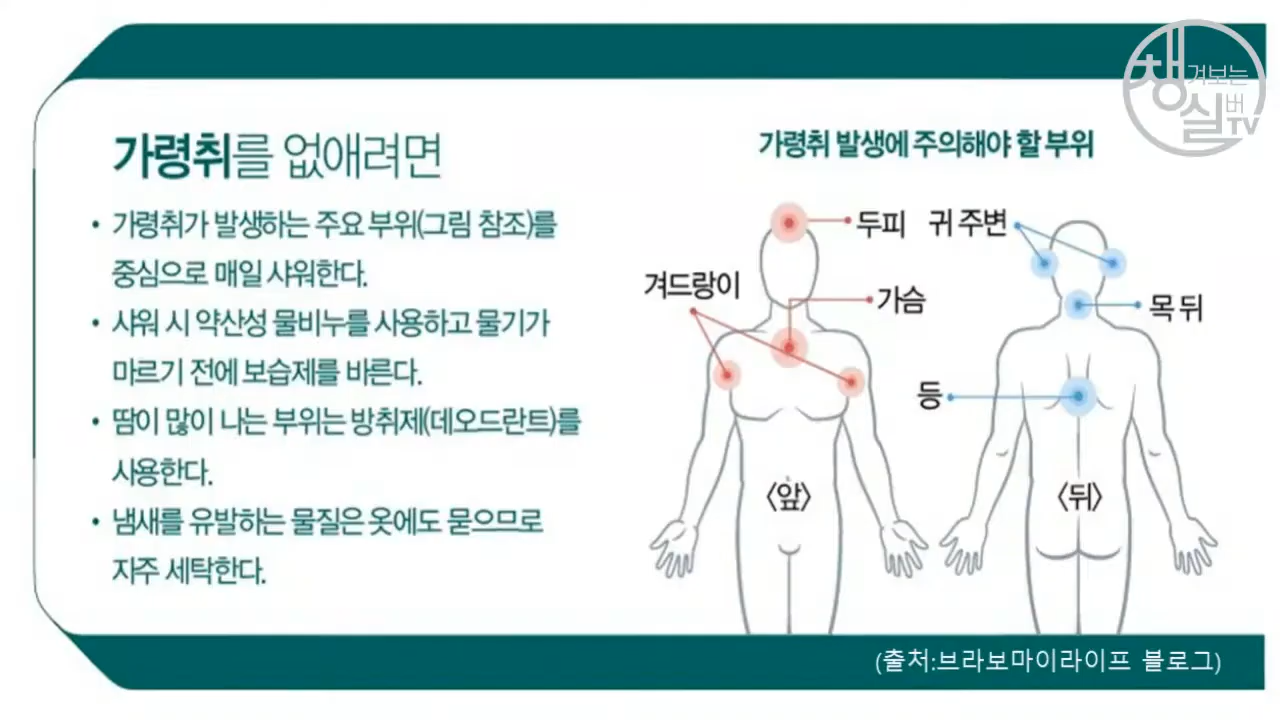 챙겨보는
실버TV
가령취를 없애려면
• 가령취가 발생하는 주요 부위(그림 참조)를
중심으로 매일 샤워한다.
• 샤워 시 약산성 물비누를 사용하고 물기가
마르기 전에 보습제를 바른다.
• 땀이 많이 나는 부위는 방취제(데오드란트)를
사용한다.
• 냄새를 유발하는 물질은 옷에도 묻으므로
자주 세탁한다.
가령취 발생에 주의해야 할 부위
두피
귀 주변
겨드랑이
가슴
목 뒤
등
〈앞〉
〈뒤〉
(출처:브라보마이라이프 블로그)